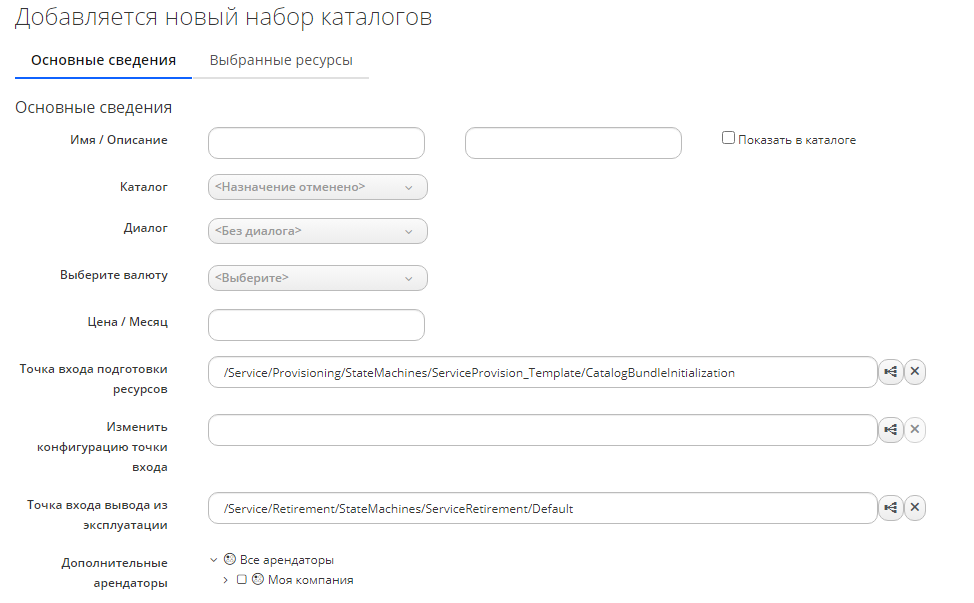 Добавляется новый набор каталогов
Основные сведения Выбранные ресурсы
Основные сведения
Имя / Описание Показать в каталоге
Каталог <Назначение отменено>
Диалог <Без диалога>
Выберите валюту <Выберите>
Цена / Месяц
Точка входа подготовки
ресурсов
/Service/Provisioning/StateMachines/ServiceProvision_Template/CatalogBundleInitialization
Изменить
конфигурацию точки
входа
Точка входа вывода из
эксплуатации
/Service/Retirement/StateMachines/ServiceRetirement/Default
Дополнительные
арендаторы
Все арендаторы
Моя компания